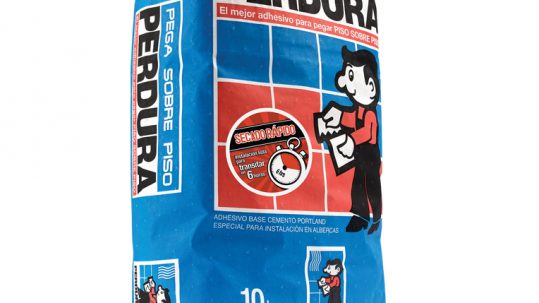 PERDURA
El mejor adhesivo para pegar PISO SOBRE PISO
PEGA SOBRE PISO
PERDURA
SECADO RÁPIDO
instalación lista
para
transitar
en 6
horas
6hrs
ADHESIVO BASE CEMENTO PORTLAND
ESPECIAL PARA INSTALACIÓN EN ALBERCAS
10